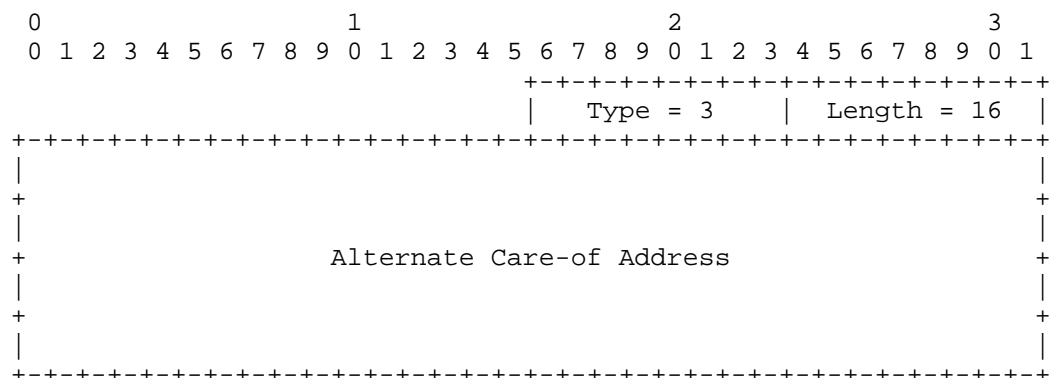 0                   1                   2                   3
0 1 2 3 4 5 6 7 8 9 0 1 2 3 4 5 6 7 8 9 0 1 2 3 4 5 6 7 8 9 0 1
+-+-+-+-+-+-+-+-+-+-+-+-+-+-+-+-+
|   Type = 3    |  Length = 16  |
+-+-+-+-+-+-+-+-+-+-+-+-+-+-+-+-+-+-+-+-+-+-+-+-+-+-+-+-+-+-+-+-+
|                                                               |
+                                                               +
|                                                               |
+                   Alternate Care-of Address                   +
|                                                               |
+                                                               +
|                                                               |
+-+-+-+-+-+-+-+-+-+-+-+-+-+-+-+-+-+-+-+-+-+-+-+-+-+-+-+-+-+-+-+-+